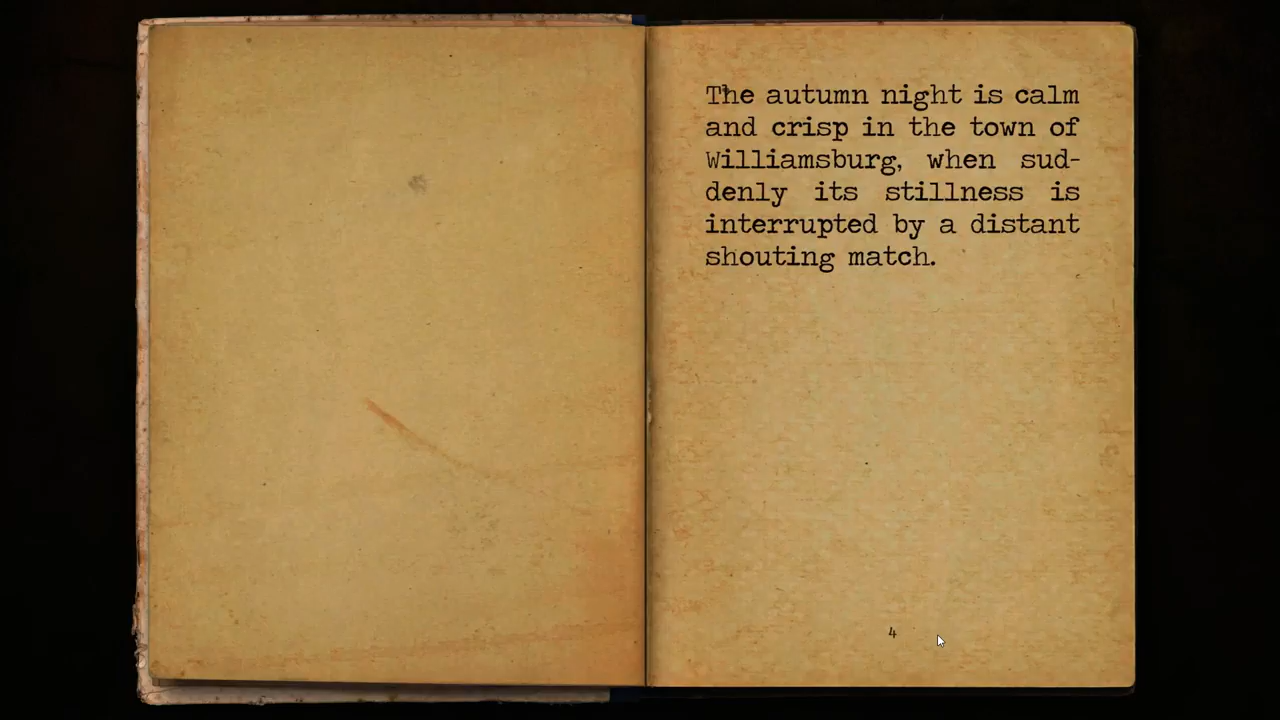 The autumn night is calm
and crisp in the town of
Williamsburg, when sud-
denly its stillness is
interrupted by a distant
shouting match.
4